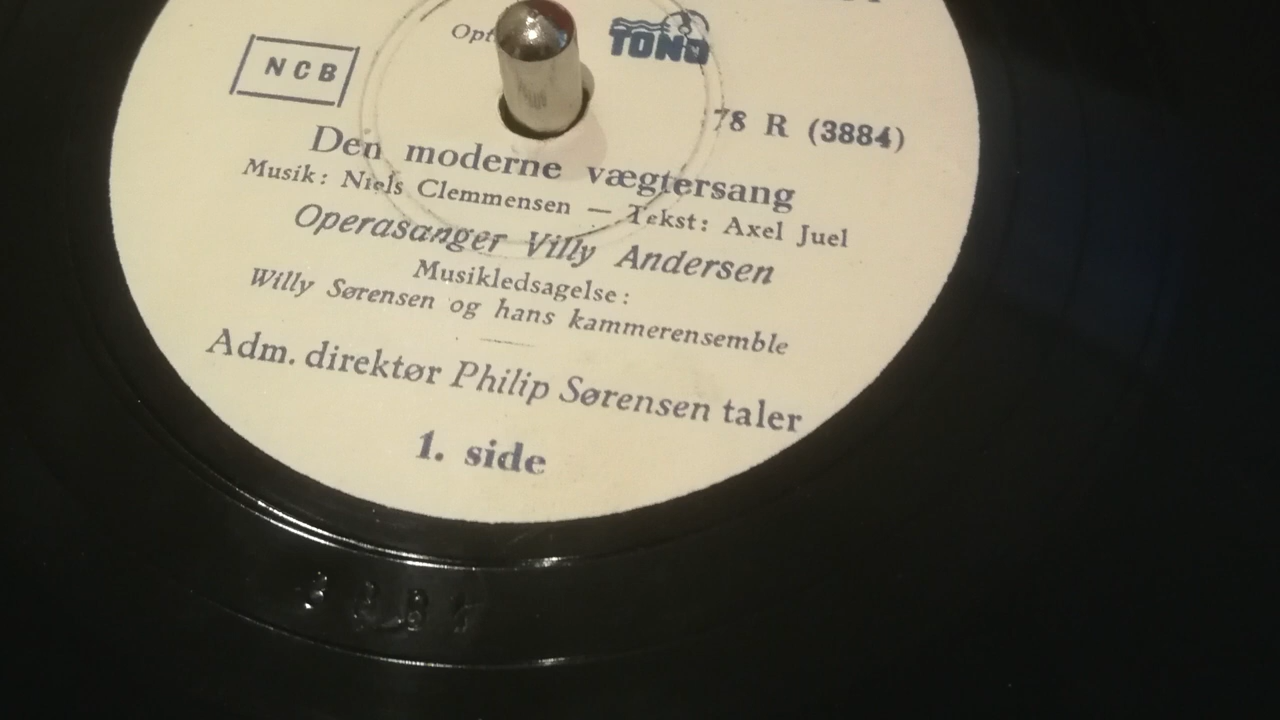 Opt
TONO
NCB
78 R (3884)
Den moderne vægtersang
Musik: Niels Clemmensen — Tekst: Axel Juel
Operasanger Villy Andersen
Musikledsagelse:
Willy Sørensen og hans kammerensemble
Adm. direktør Philip Sørensen taler
1. side